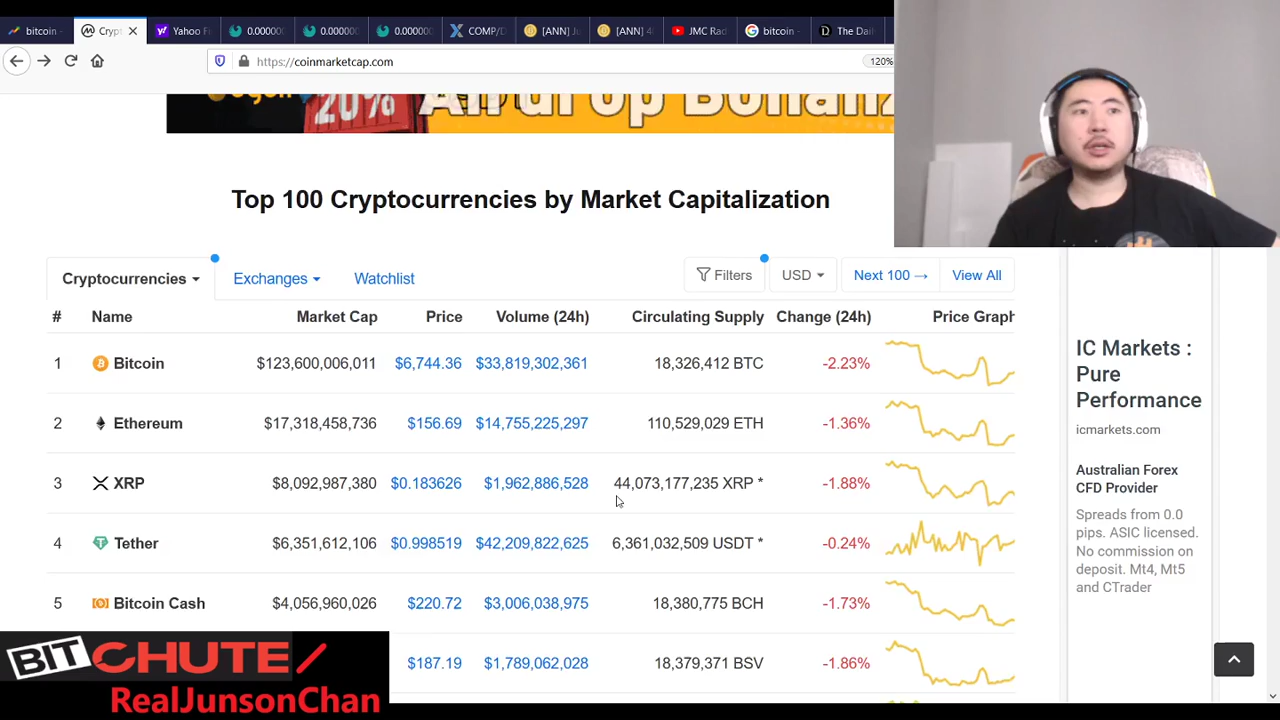 bitcoin
Cryp
Yahoo F
0.00000
0.00000
0.00000
COMP/D
[ANN] J
[ANN] 4
JMC Rad
bitcoin -
The Dail
https://coinmarketcap.com
120%
20%
Airdrop Bonanz
Top 100 Cryptocurrencies by Market Capitalization
Cryptocurrencies
Exchanges
Watchlist
Filters
USD
Next 100 →
View All
# Name Market Cap Price Volume (24h) Circulating Supply Change (24h) Price Graph
1 Bitcoin $123,600,006,011 $6,744.36 $33,819,302,361 18,326,412 BTC -2.23%
2 Ethereum $17,318,458,736 $156.69 $14,755,225,297 110,529,029 ETH -1.36%
3 XRP $8,092,987,380 $0.183626 $1,962,886,528 44,073,177,235 XRP * -1.88%
4 Tether $6,351,612,106 $0.998519 $42,209,822,625 6,361,032,509 USDT * -0.24%
5 Bitcoin Cash $4,056,960,026 $220.72 $3,006,038,975 18,380,775 BCH -1.73%
$187.19 $1,789,062,028 18,379,371 BSV -1.86%
IC Markets :
Pure
Performance
icmarkets.com
Australian Forex
CFD Provider
Spreads from 0.0
pips. ASIC licensed.
No commission on
deposit. Mt4, Mt5
and CTrader
BITCHUTE/
RealJunsonChan